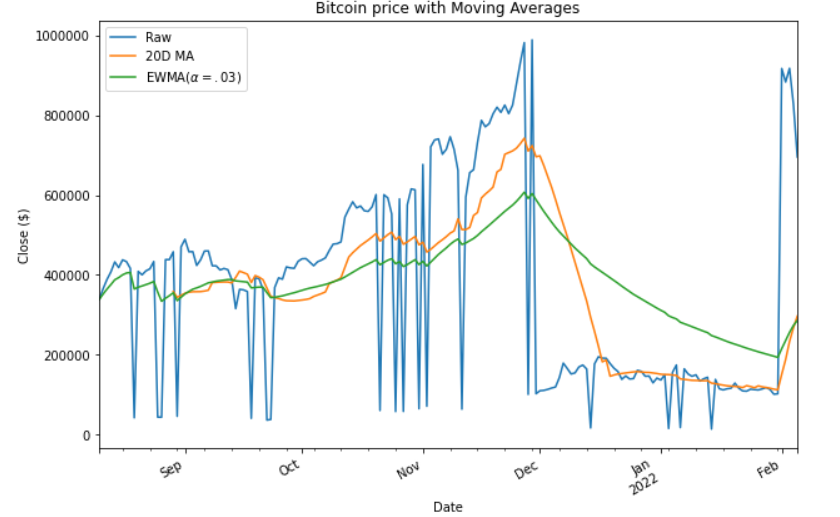 Bitcoin price with Moving Averages
Raw
20D MA
EWMA(α = .03)
1000000
800000
600000
400000
200000
0
Close ($)
Sep
Oct
Nov
Dec
Jan
2022
Feb
Date